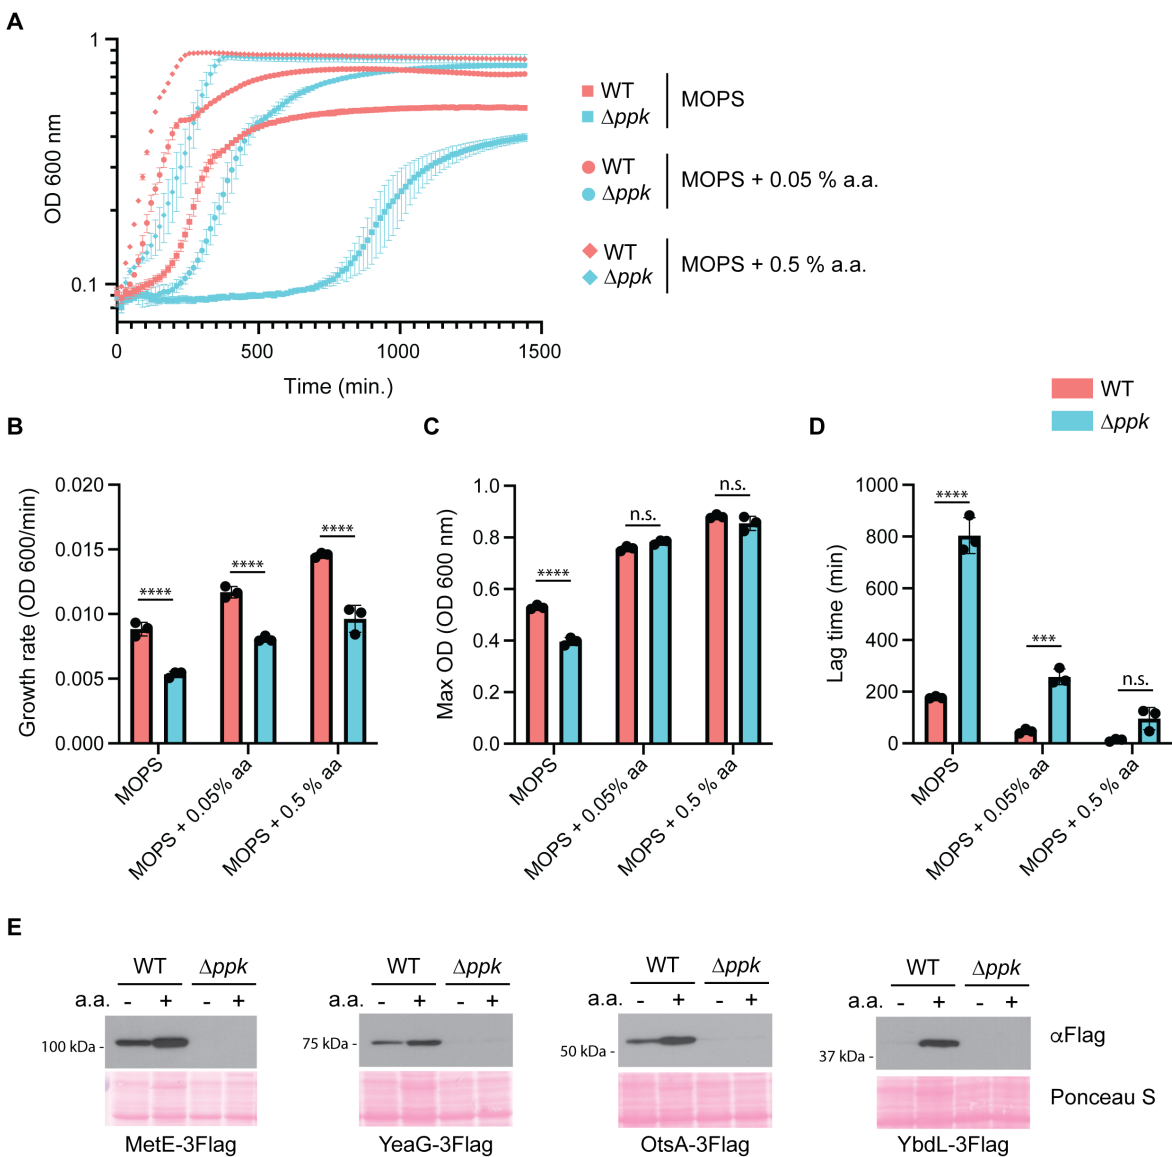 A
1
0.1
OD 600 nm
0
500
1000
1500
Time (min.)
WT
Δppk
MOPS
WT
Δppk
MOPS + 0.05 % a.a.
WT
Δppk
MOPS + 0.5 % a.a.
WT
Δppk
B
Growth rate (OD 600/min)
0.020
0.015
0.010
0.005
0.000
****
****
****
MOPS
MOPS + 0.05% aa
MOPS + 0.5 % aa
C
Max OD (OD 600 nm)
1.0
0.8
0.6
0.4
0.2
0.0
****
n.s.
n.s.
MOPS
MOPS + 0.05% aa
MOPS + 0.5 % aa
D
Lag time (min)
1000
800
600
400
200
0
****
***
n.s.
MOPS
MOPS + 0.05% aa
MOPS + 0.5 % aa
E
WT Δppk
a.a. - + - +
100 kDa -
MetE-3Flag
WT Δppk
a.a. - + - +
75 kDa -
YeaG-3Flag
WT Δppk
a.a. - + - +
50 kDa -
OtsA-3Flag
WT Δppk
a.a. - + - +
37 kDa -
YbdL-3Flag
αFlag
Ponceau S